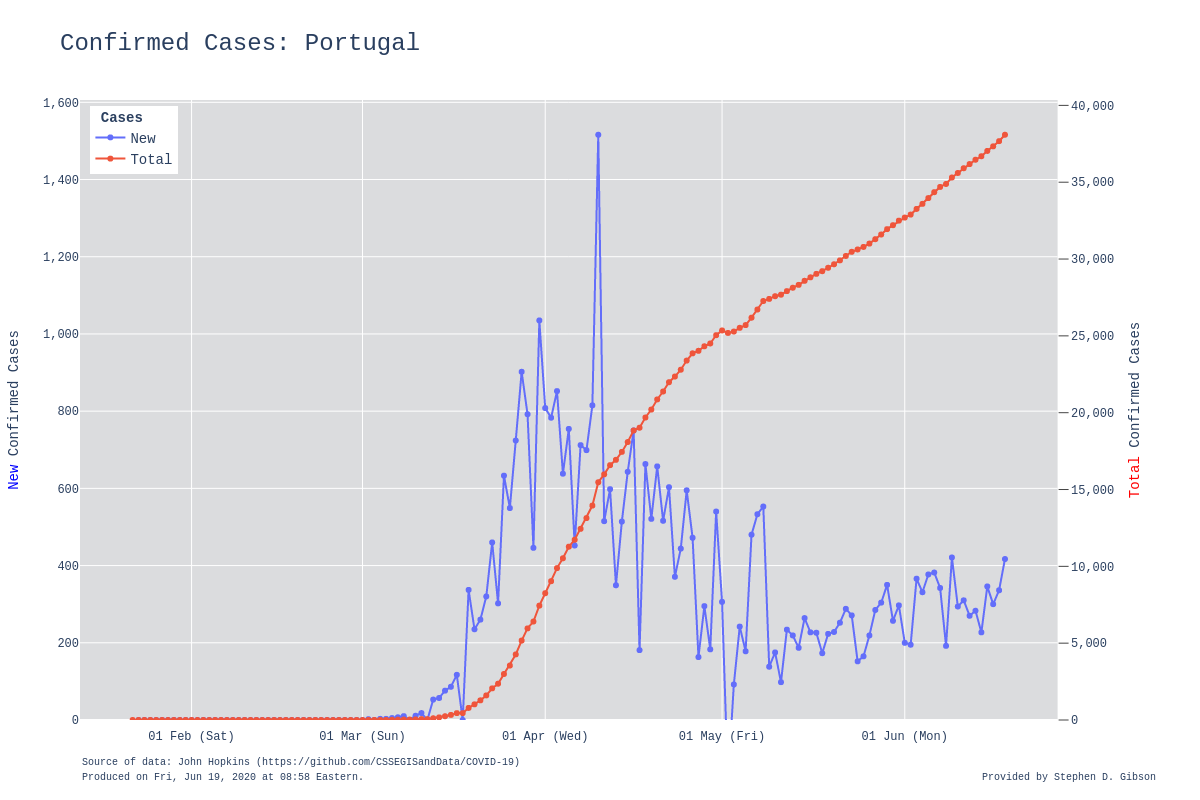 Confirmed Cases: Portugal
Cases
New
Total
1,600
1,400
1,200
1,000
800
600
400
200
0
New Confirmed Cases
40,000
35,000
30,000
25,000
20,000
15,000
10,000
5,000
0
Total Confirmed Cases
01 Feb (Sat)
01 Mar (Sun)
01 Apr (Wed)
01 May (Fri)
01 Jun (Mon)
Source of data: John Hopkins (https://github.com/CSSEGISandData/COVID-19)
Produced on Fri, Jun 19, 2020 at 08:58 Eastern.
Provided by Stephen D. Gibson